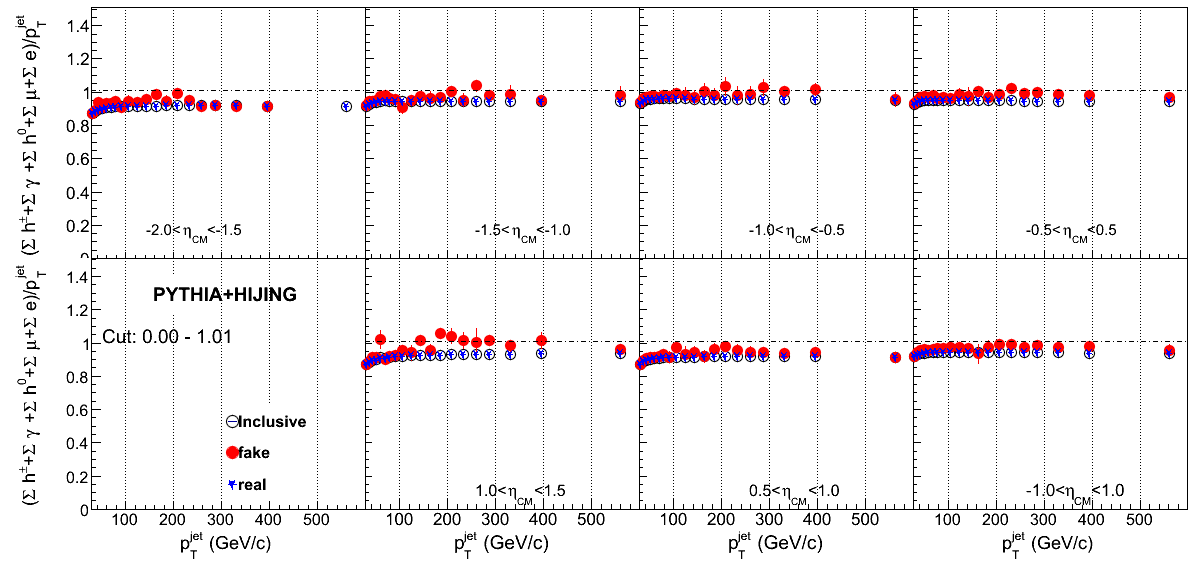 (Σ h±+Σ γ +Σ h0+Σ μ+Σ e)/pTjet
1.4
1.2
1
0.8
0.6
0.4
0.2
0
-2.0<ηCM<-1.5
-1.5<ηCM<-1.0
-1.0<ηCM<-0.5
-0.5<ηCM<0.5
(Σ h±+Σ γ +Σ h0+Σ μ+Σ e)/pTjet
1.4
1.2
1
0.8
0.6
0.4
0.2
0
PYTHIA+HIJING
Cut: 0.00 - 1.01
Inclusive
fake
real
1.0<ηCM<1.5
0.5<ηCM<1.0
-1.0<ηCM<1.0
100 200 300 400 500
100 200 300 400 500
100 200 300 400 500
100 200 300 400 500
pTjet (GeV/c)
pTjet (GeV/c)
pTjet (GeV/c)
pTjet (GeV/c)